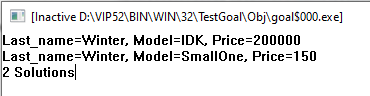 [Inactive D:\VIP52\BIN\WIN\32\TestGoal\Obj\goal$000.exe]
Last_name=Winter, Model=IDK, Price=200000
Last_name=Winter, Model=SmallOne, Price=150
2 Solutions